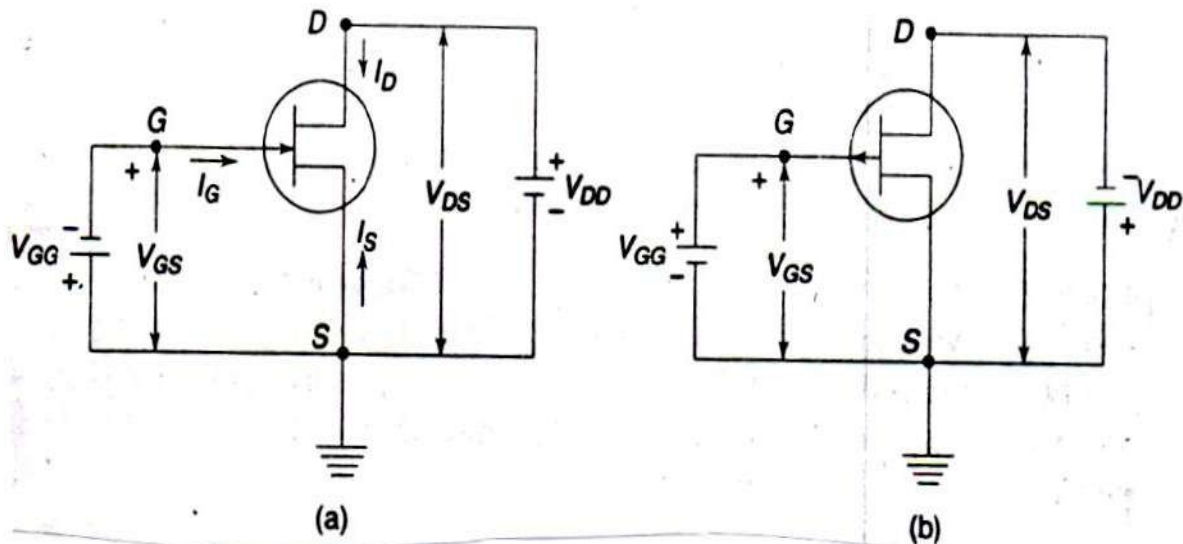 D
I_D
G
+
I_G
-
V_GG
+
V_GS
I_S
V_DS
+
V_DD
-
S
(a)
D
G
+
+
V_GG
-
V_GS
V_DS
-
V_DD
+
S
(b)